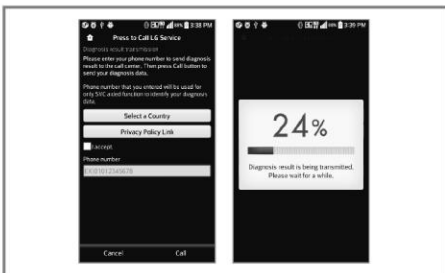 3:38 PM
Press to Call LG Service
Diagnosis result transmission
Please enter your phone number to send diagnosis
result to the call center. Then press Call button to
send your diagnosis data.
Phone number that you entered will be used for
only SVC aided function to identify your diagnosis
data.
Select a Country
Privacy Policy Link
I accept.
Phone number
EX:01012345678
Cancel Call
3:39 PM
24%
Diagnosis result is being transmitted.
Please wait for a while.